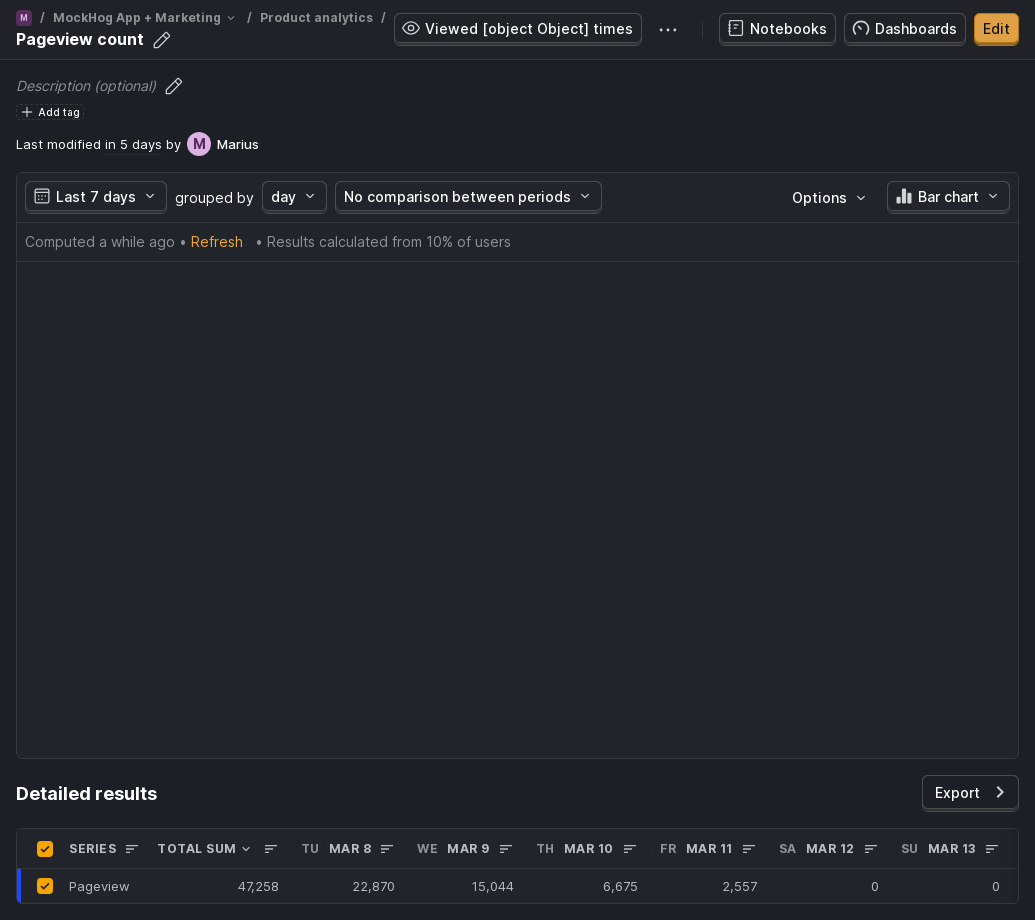 M / MockHog App + Marketing / Product analytics /
Pageview count
Viewed [object Object] times
Notebooks
Dashboards
Edit
Description (optional)
Add tag
Last modified in 5 days by M Marius
Last 7 days grouped by day No comparison between periods Options Bar chart
Computed a while ago • Refresh • Results calculated from 10% of users
Detailed results
Export
SERIES TOTAL SUM TU MAR 8 WE MAR 9 TH MAR 10 FR MAR 11 SA MAR 12 SU MAR 13
Pageview 47,258 22,870 15,044 6,675 2,557 0 0